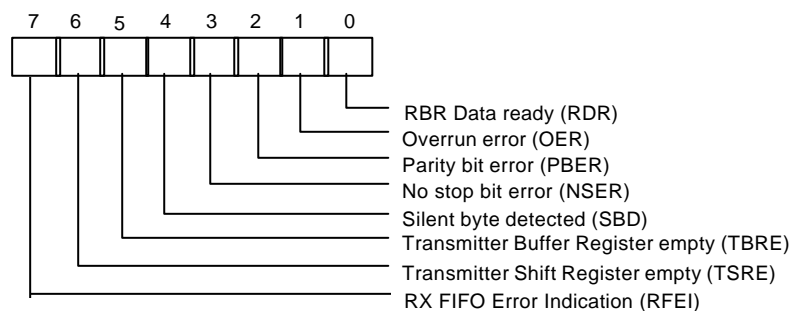 7 6 5 4 3 2 1 0
RBR Data ready (RDR)
Overrun error (OER)
Parity bit error (PBER)
No stop bit error (NSER)
Silent byte detected (SBD)
Transmitter Buffer Register empty (TBRE)
Transmitter Shift Register empty (TSRE)
RX FIFO Error Indication (RFEI)